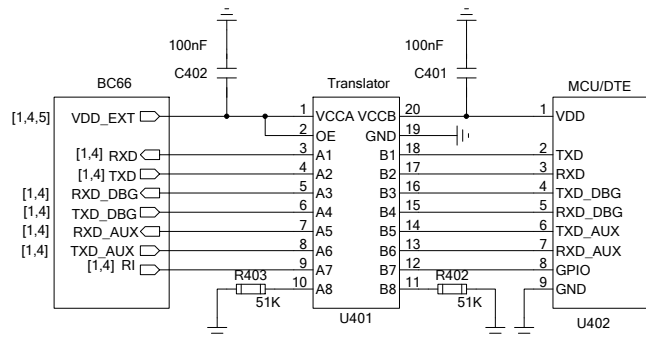 100nF
C402
100nF
C401
BC66
Translator
MCU/DTE
[1,4,5] VDD_EXT 1 VCCA VCCB 20 1 VDD
2 OE GND 19
[1,4] RXD 3 A1 B1 18 2 TXD
[1,4] TXD 4 A2 B2 17 3 RXD
[1,4] RXD_DBG 5 A3 B3 16 4 TXD_DBG
[1,4] TXD_DBG 6 A4 B4 15 5 RXD_DBG
[1,4] RXD_AUX 7 A5 B5 14 6 TXD_AUX
[1,4] TXD_AUX 8 A6 B6 13 7 RXD_AUX
[1,4] RI 9 A7 B7 12 8 GPIO
R403 10 A8 B8 11 R402 9 GND
51K
51K
U401
U402